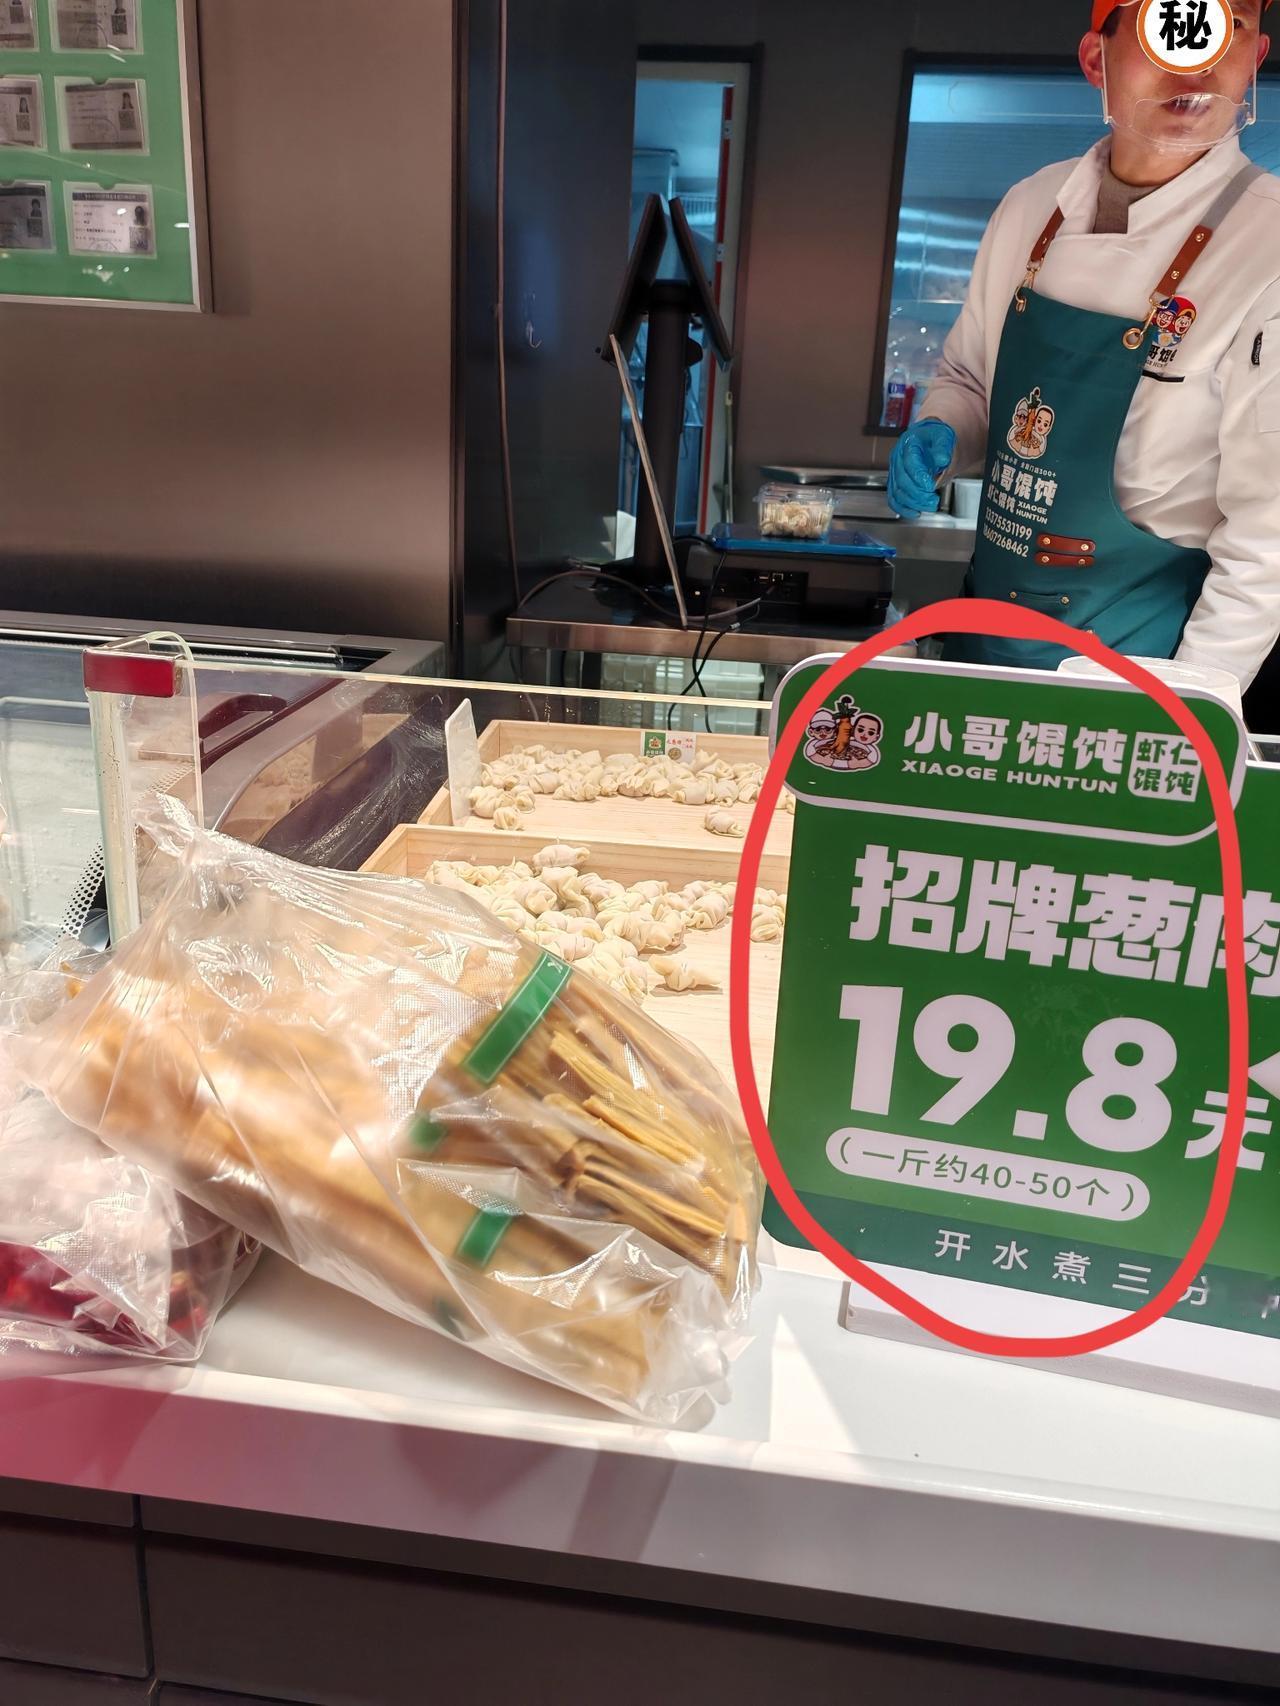 秘
小哥馄饨
虾仁馄饨
XIAOGE
HUNTUN
13375531199
18607268462
小哥馄饨
虾仁
馄饨
XIAOGE HUNTUN
招牌葱肉
19.8元
(一斤约40-50个)
开水煮三分